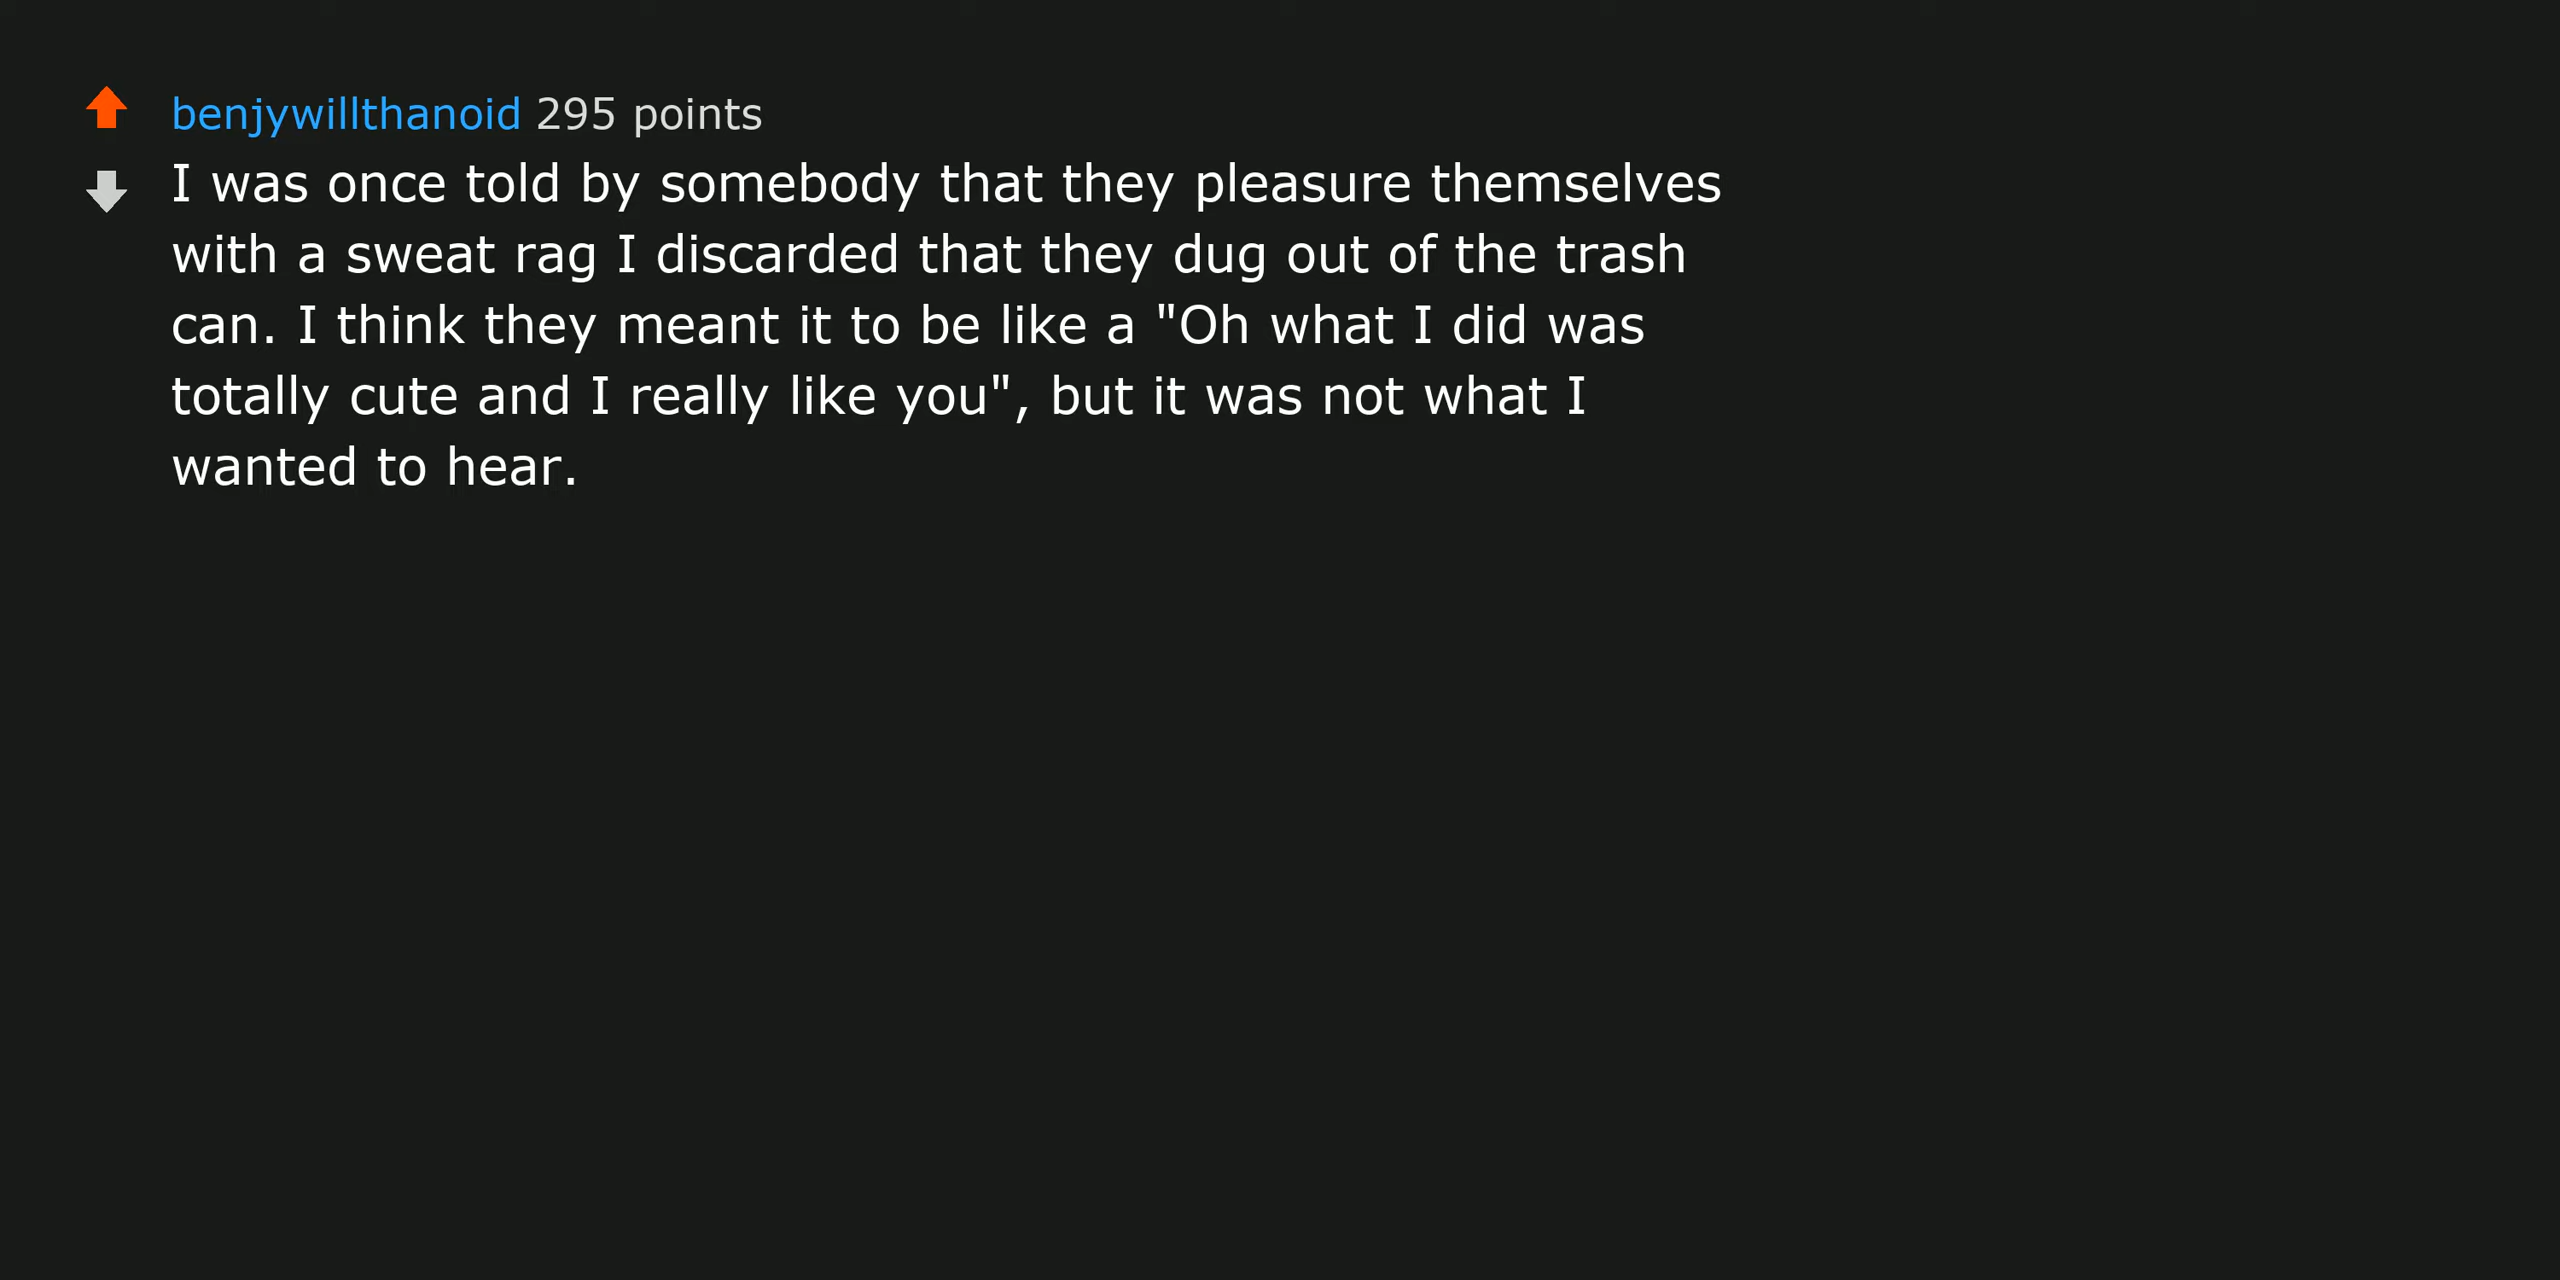 benjywillthanoid 295 points
I was once told by somebody that they pleasure themselves
with a sweat rag I discarded that they dug out of the trash
can. I think they meant it to be like a "Oh what I did was
totally cute and I really like you", but it was not what I
wanted to hear.